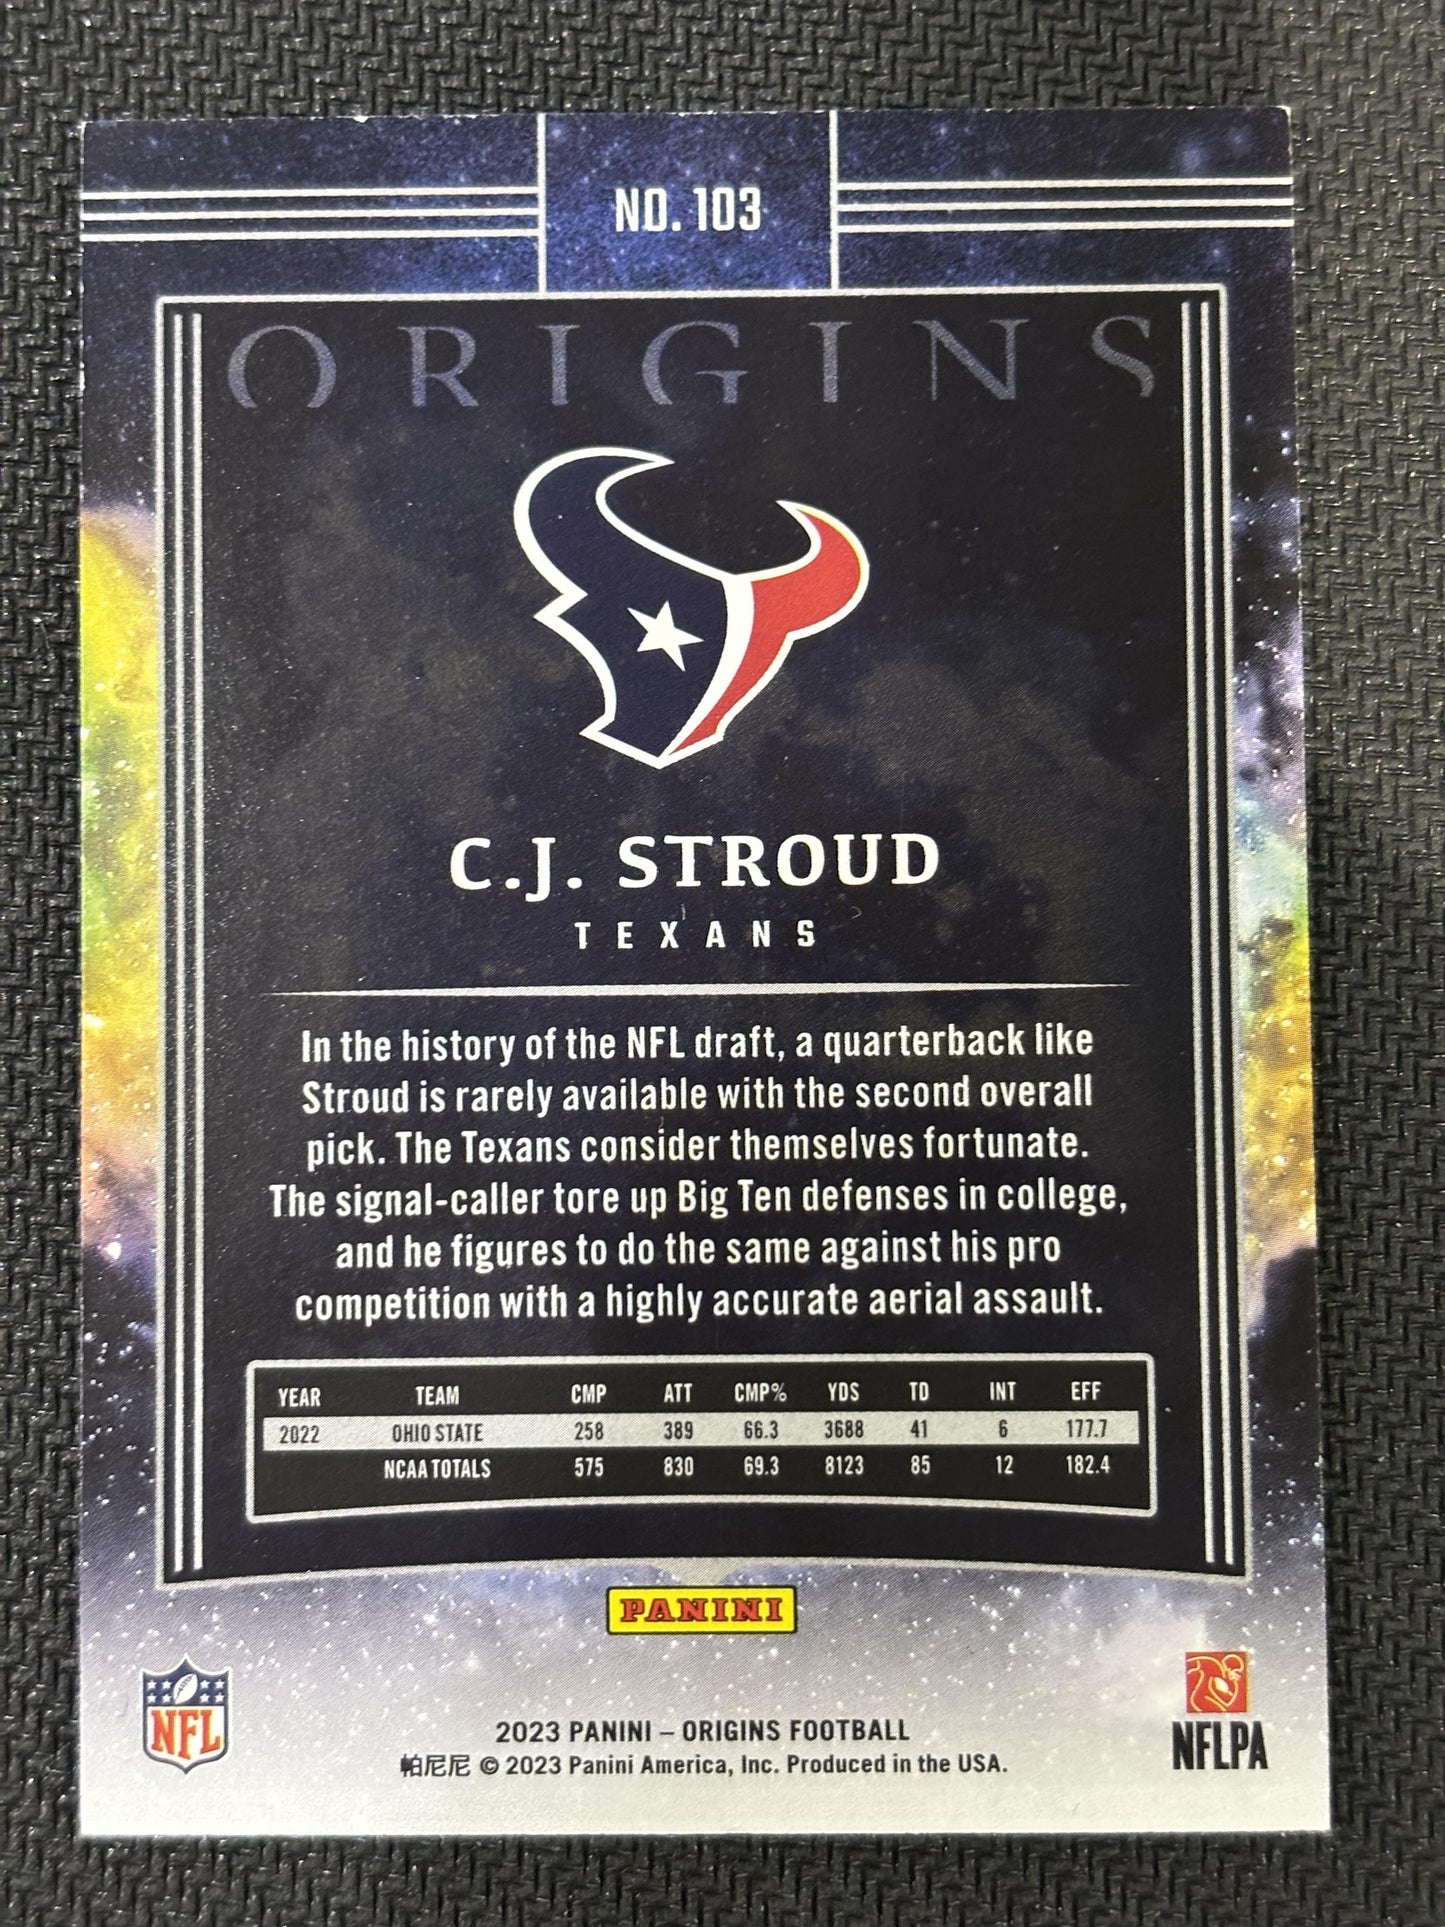 NO. 103
ORIGINS
C.J. STROUD
TEXANS
In the history of the NFL draft, a quarterback like
Stroud is rarely available with the second overall
pick. The Texans consider themselves fortunate.
The signal-caller tore up Big Ten defenses in college,
and he figures to do the same against his pro
competition with a highly accurate aerial assault.
YEAR TEAM CMP ATT CMP% YDS TD INT EFF
2022 OHIO STATE 258 389 66.3 3688 41 6 177.7
NCAA TOTALS 575 830 69.3 8123 85 12 182.4
PANINI
NFL
NFLPA
2023 PANINI – ORIGINS FOOTBALL
帕尼尼 © 2023 Panini America, Inc. Produced in the USA.